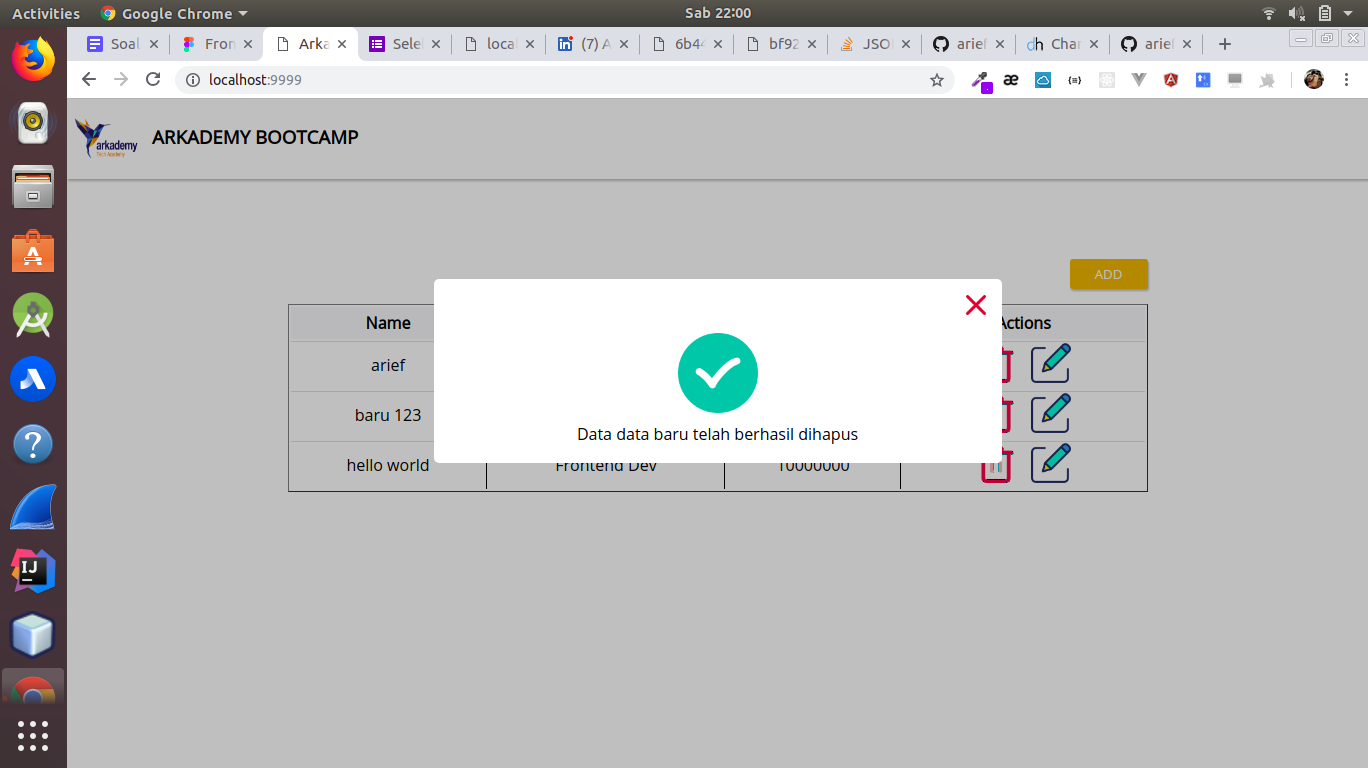 Activities Google Chrome Sab 22:00
Soal Fron Arka Sele loca (7) A 6b44 bf92 JSO arief Char arief
localhost:9999
arkademy
Tech Academy
ARKADEMY BOOTCAMP
ADD
Name Actions
Data data baru telah berhasil dihapus
arief
baru 123
hello world Frontend Dev 10000000